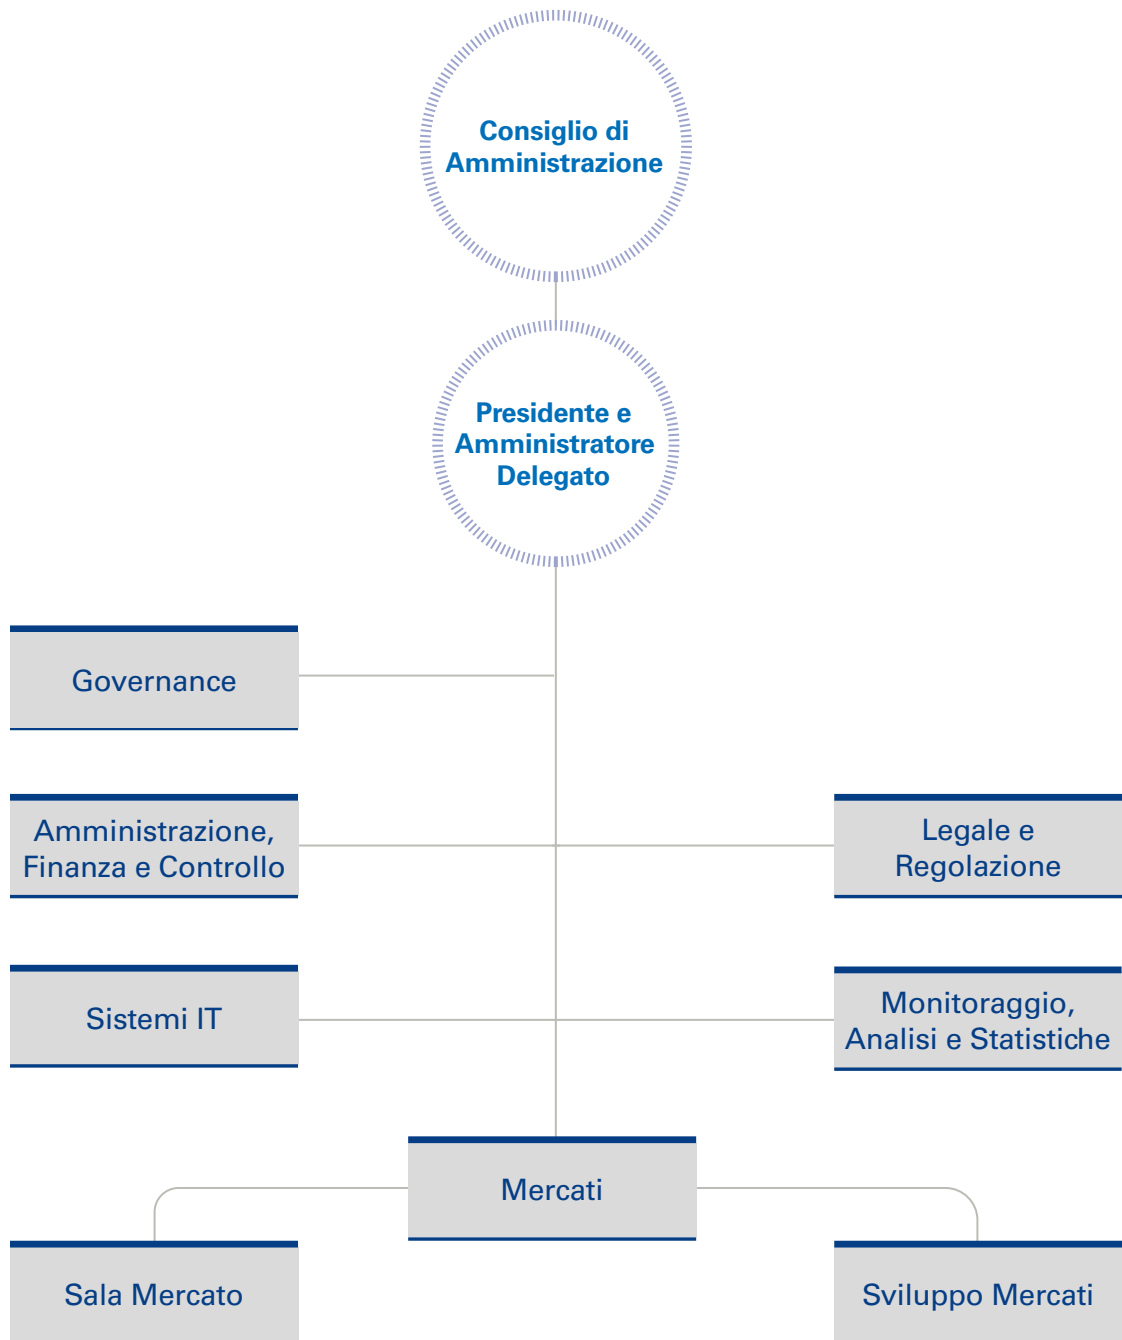 Consiglio di
Amministrazione
Presidente e
Amministratore
Delegato
Governance
Amministrazione,
Finanza e Controllo
Legale e
Regolazione
Sistemi IT
Monitoraggio,
Analisi e Statistiche
Mercati
Sala Mercato
Sviluppo Mercati